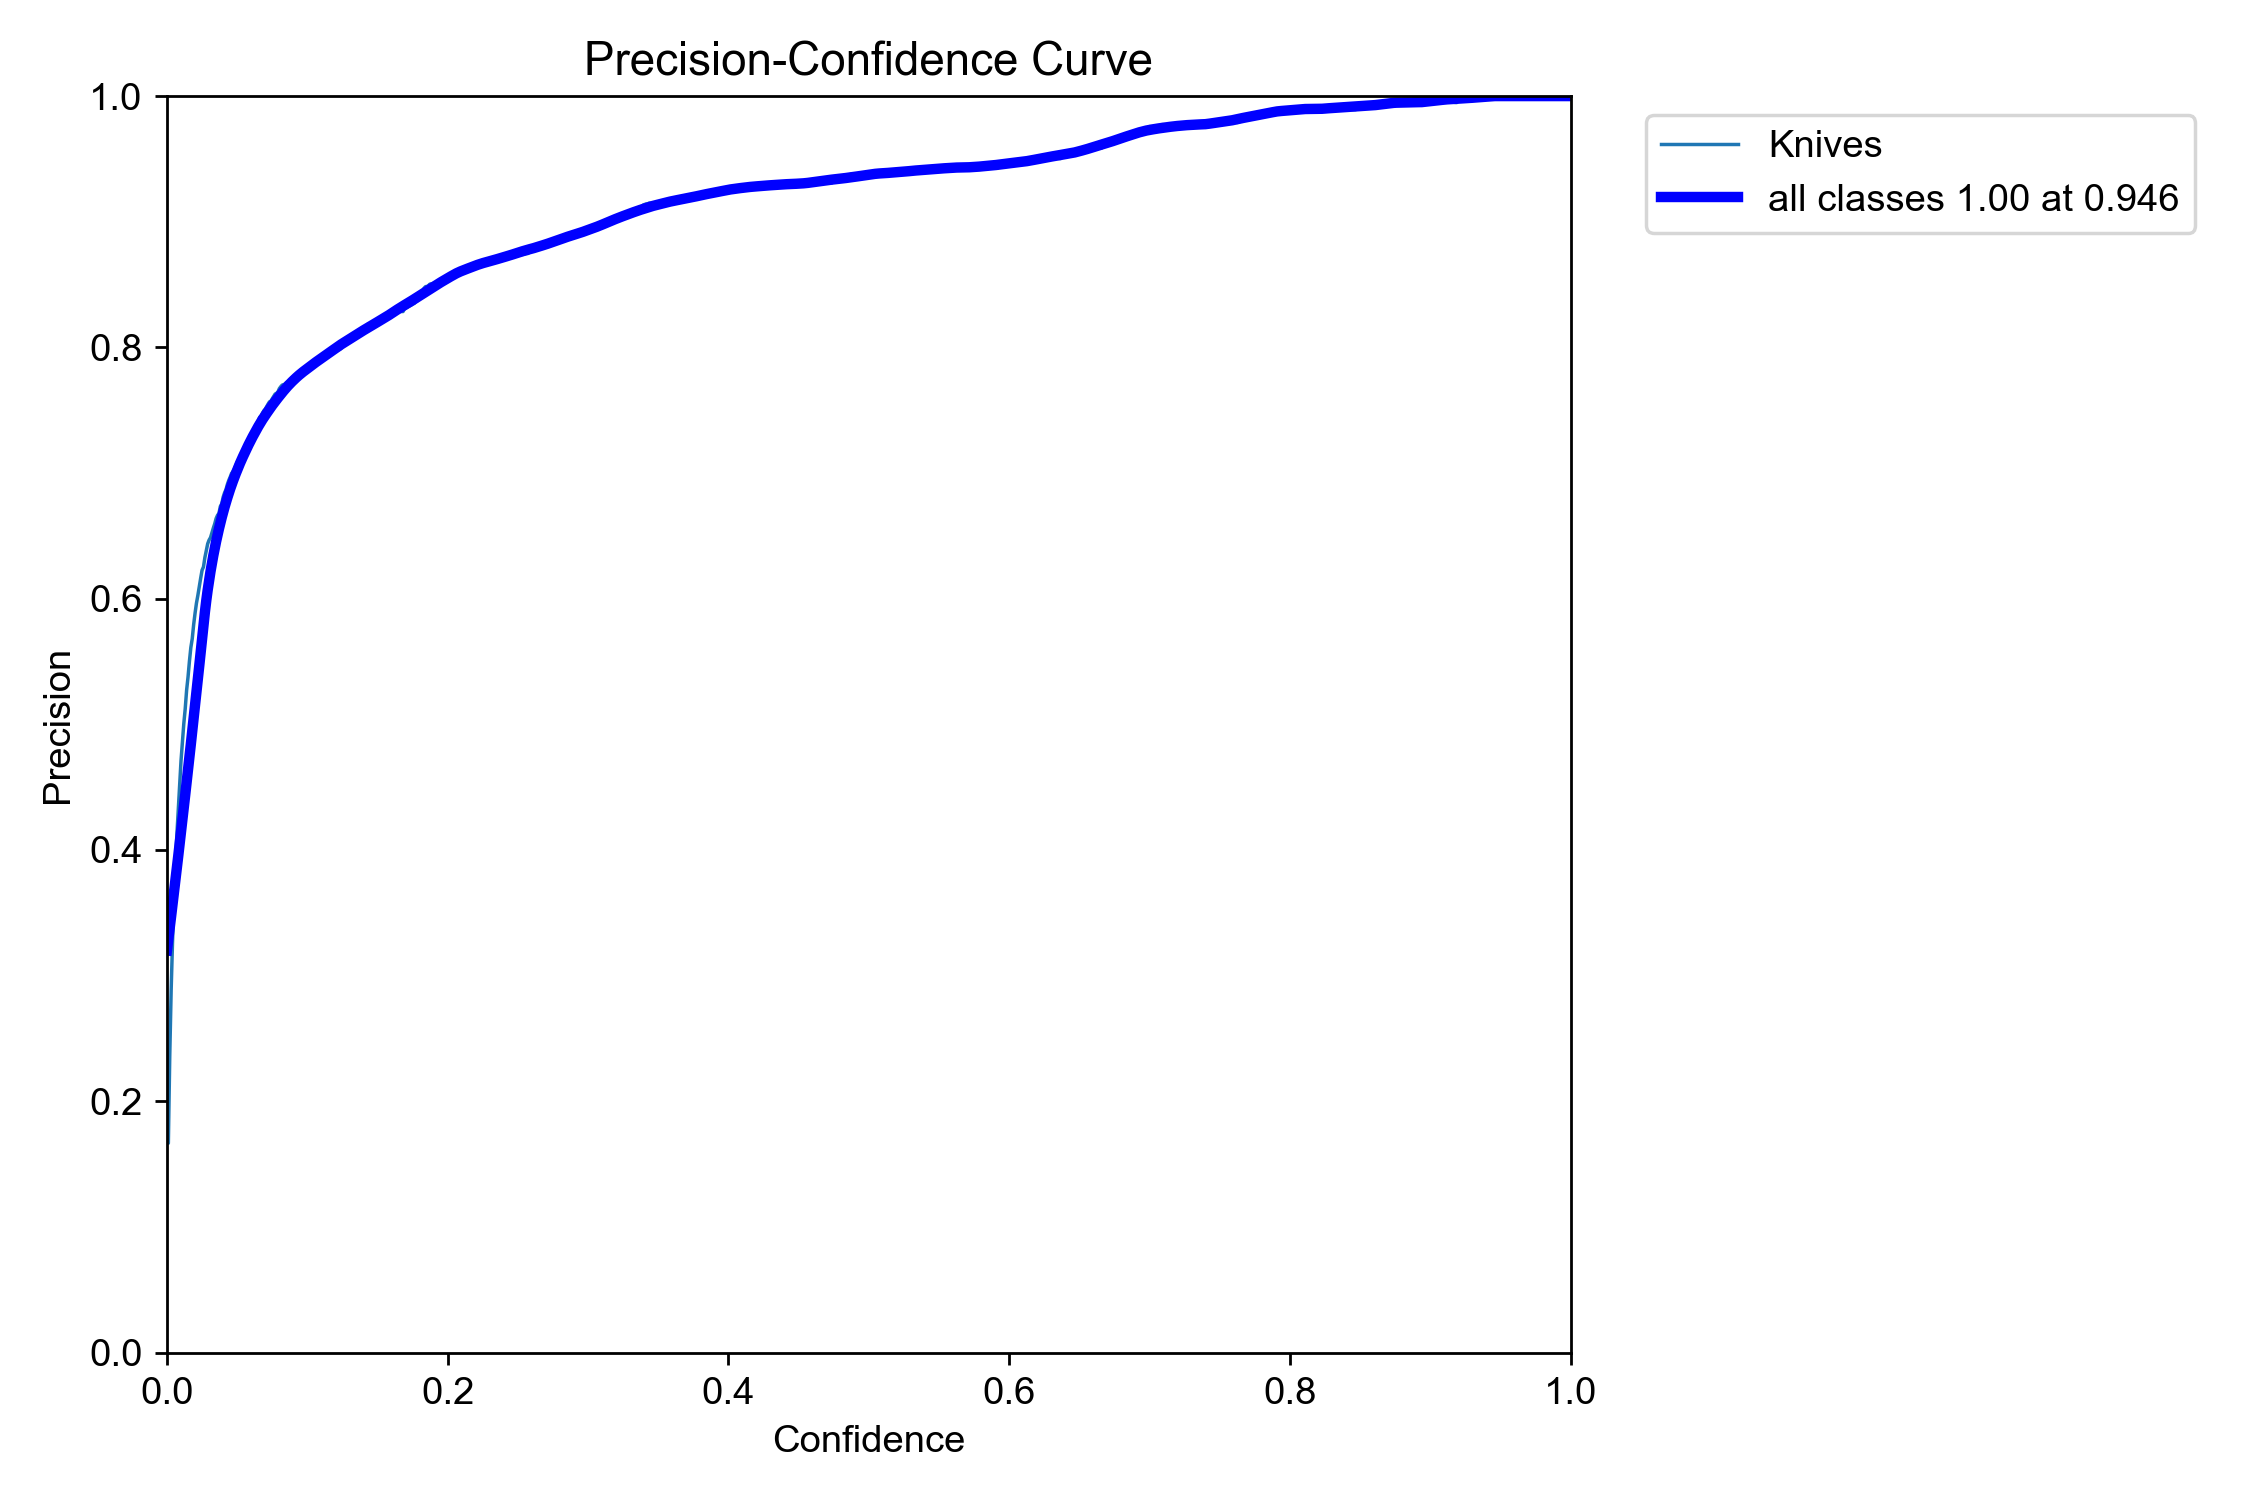 Precision-Confidence Curve
1.0
0.8
0.6
0.4
0.2
0.0
Precision
0.0 0.2 0.4 0.6 0.8 1.0
Confidence
Knives
all classes 1.00 at 0.946